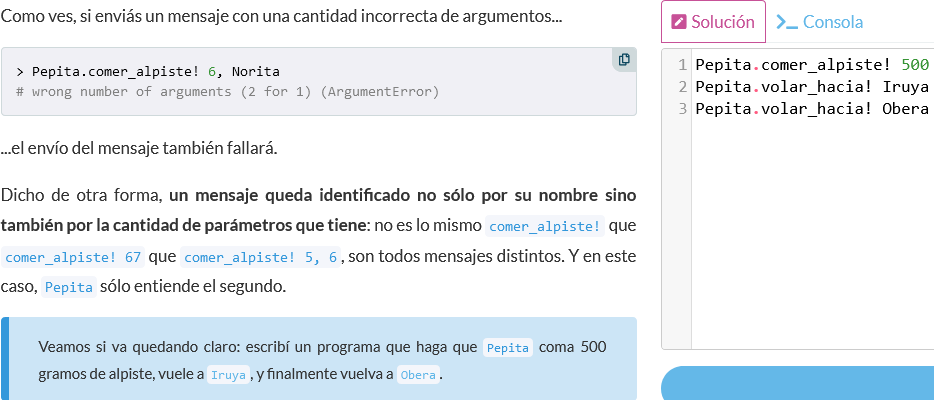 Como ves, si enviás un mensaje con una cantidad incorrecta de argumentos...
> Pepita.comer_alpiste! 6, Norita
# wrong number of arguments (2 for 1) (ArgumentError)
...el envío del mensaje también fallará.
Dicho de otra forma, un mensaje queda identificado no sólo por su nombre sino
también por la cantidad de parámetros que tiene: no es lo mismo comer_alpiste! que
comer_alpiste! 67 que comer_alpiste! 5, 6, son todos mensajes distintos. Y en este
caso, Pepita sólo entiende el segundo.
Veamos si va quedando claro: escribí un programa que haga que Pepita coma 500
gramos de alpiste, vuele a Iruya, y finalmente vuelva a Obera.
Solución
Consola
1 Pepita.comer_alpiste! 500
2 Pepita.volar_hacia! Iruya
3 Pepita.volar_hacia! Obera